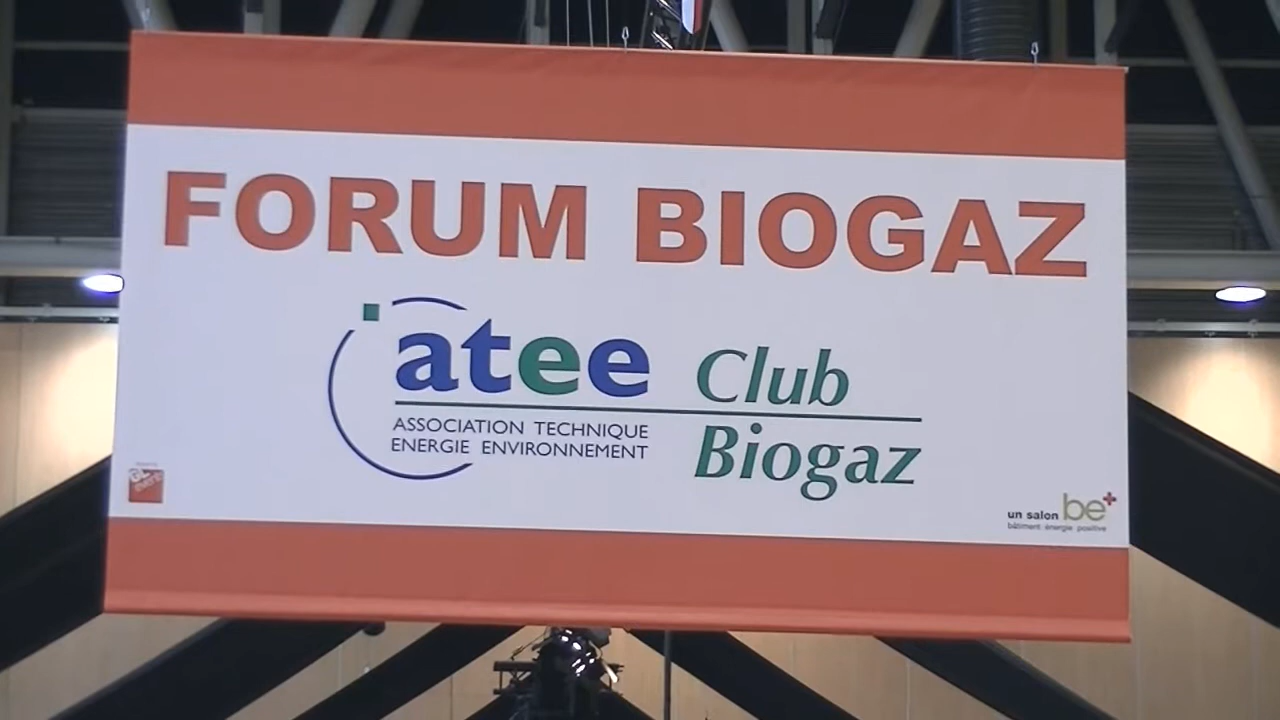 FORUM BIOGAZ
atee Club
ASSOCIATION TECHNIQUE
ENERGIE ENVIRONNEMENT
Biogaz
un salon be+
bâtiment énergie positive